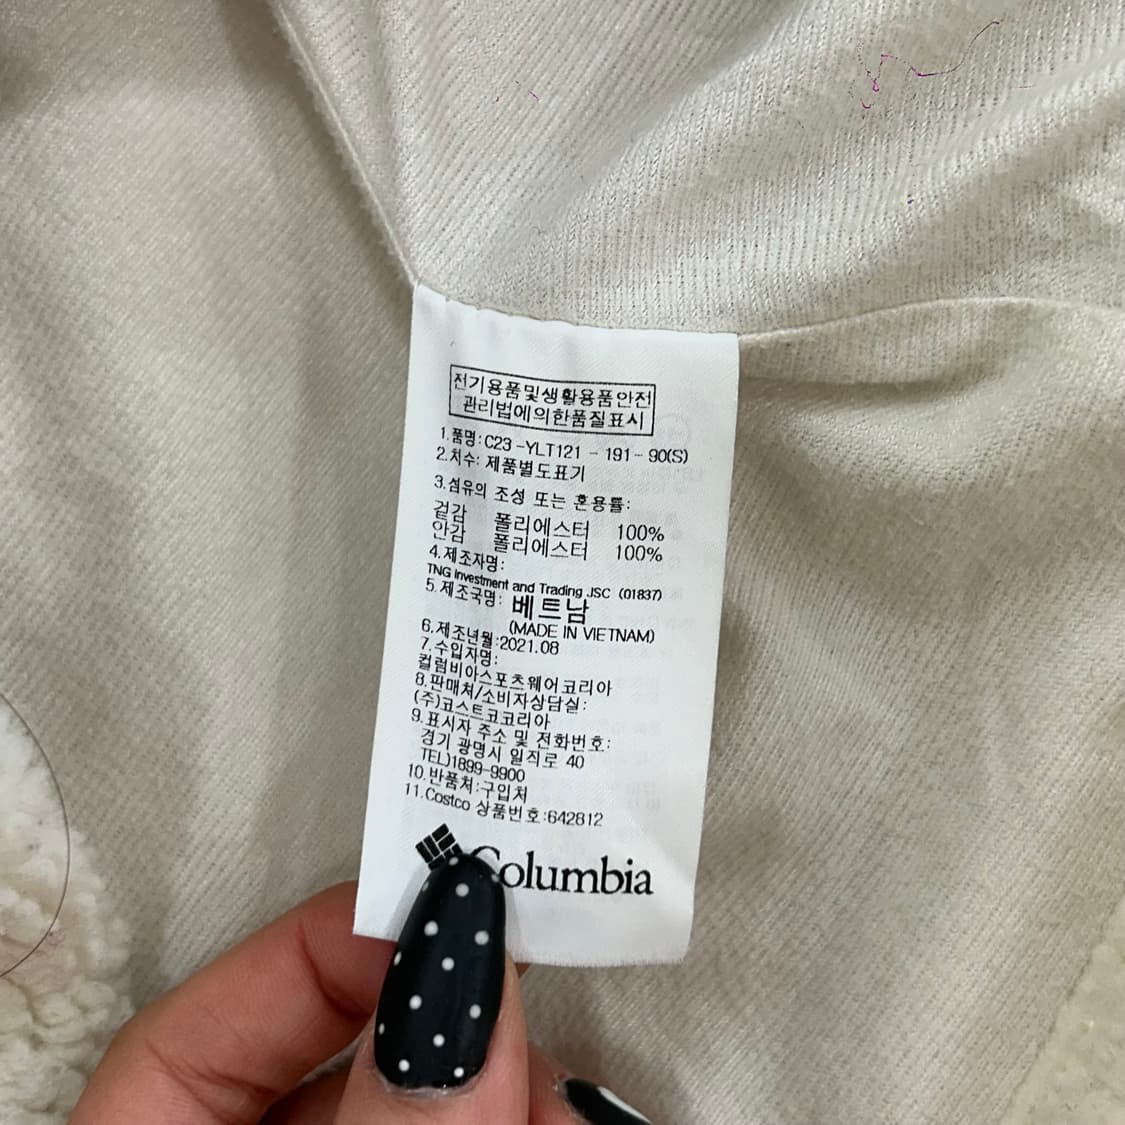 전기용품및생활용품안전
관리법에의한품질표시
1.품명:C23-YLT121 - 191 - 90(S)
2.치수: 제품별도표기
3.섬유의 조성 또는 혼용률:
겉감 폴리에스터 100%
안감 폴리에스터 100%
4.제조자명:
TNG Investment and Trading JSC (01837)
5.제조국명: 베트남
(MADE IN VIETNAM)
6.제조년월:2021.08
7.수입자명:
컬럼비아스포츠웨어코리아
8.판매처/소비자상담실:
(주)코스트코코리아
9.표시자 주소 및 전화번호:
경기 광명시 일직로 40
TEL)1899-9900
10.반품처:구입처
11.Costco 상품번호:642812
Columbia